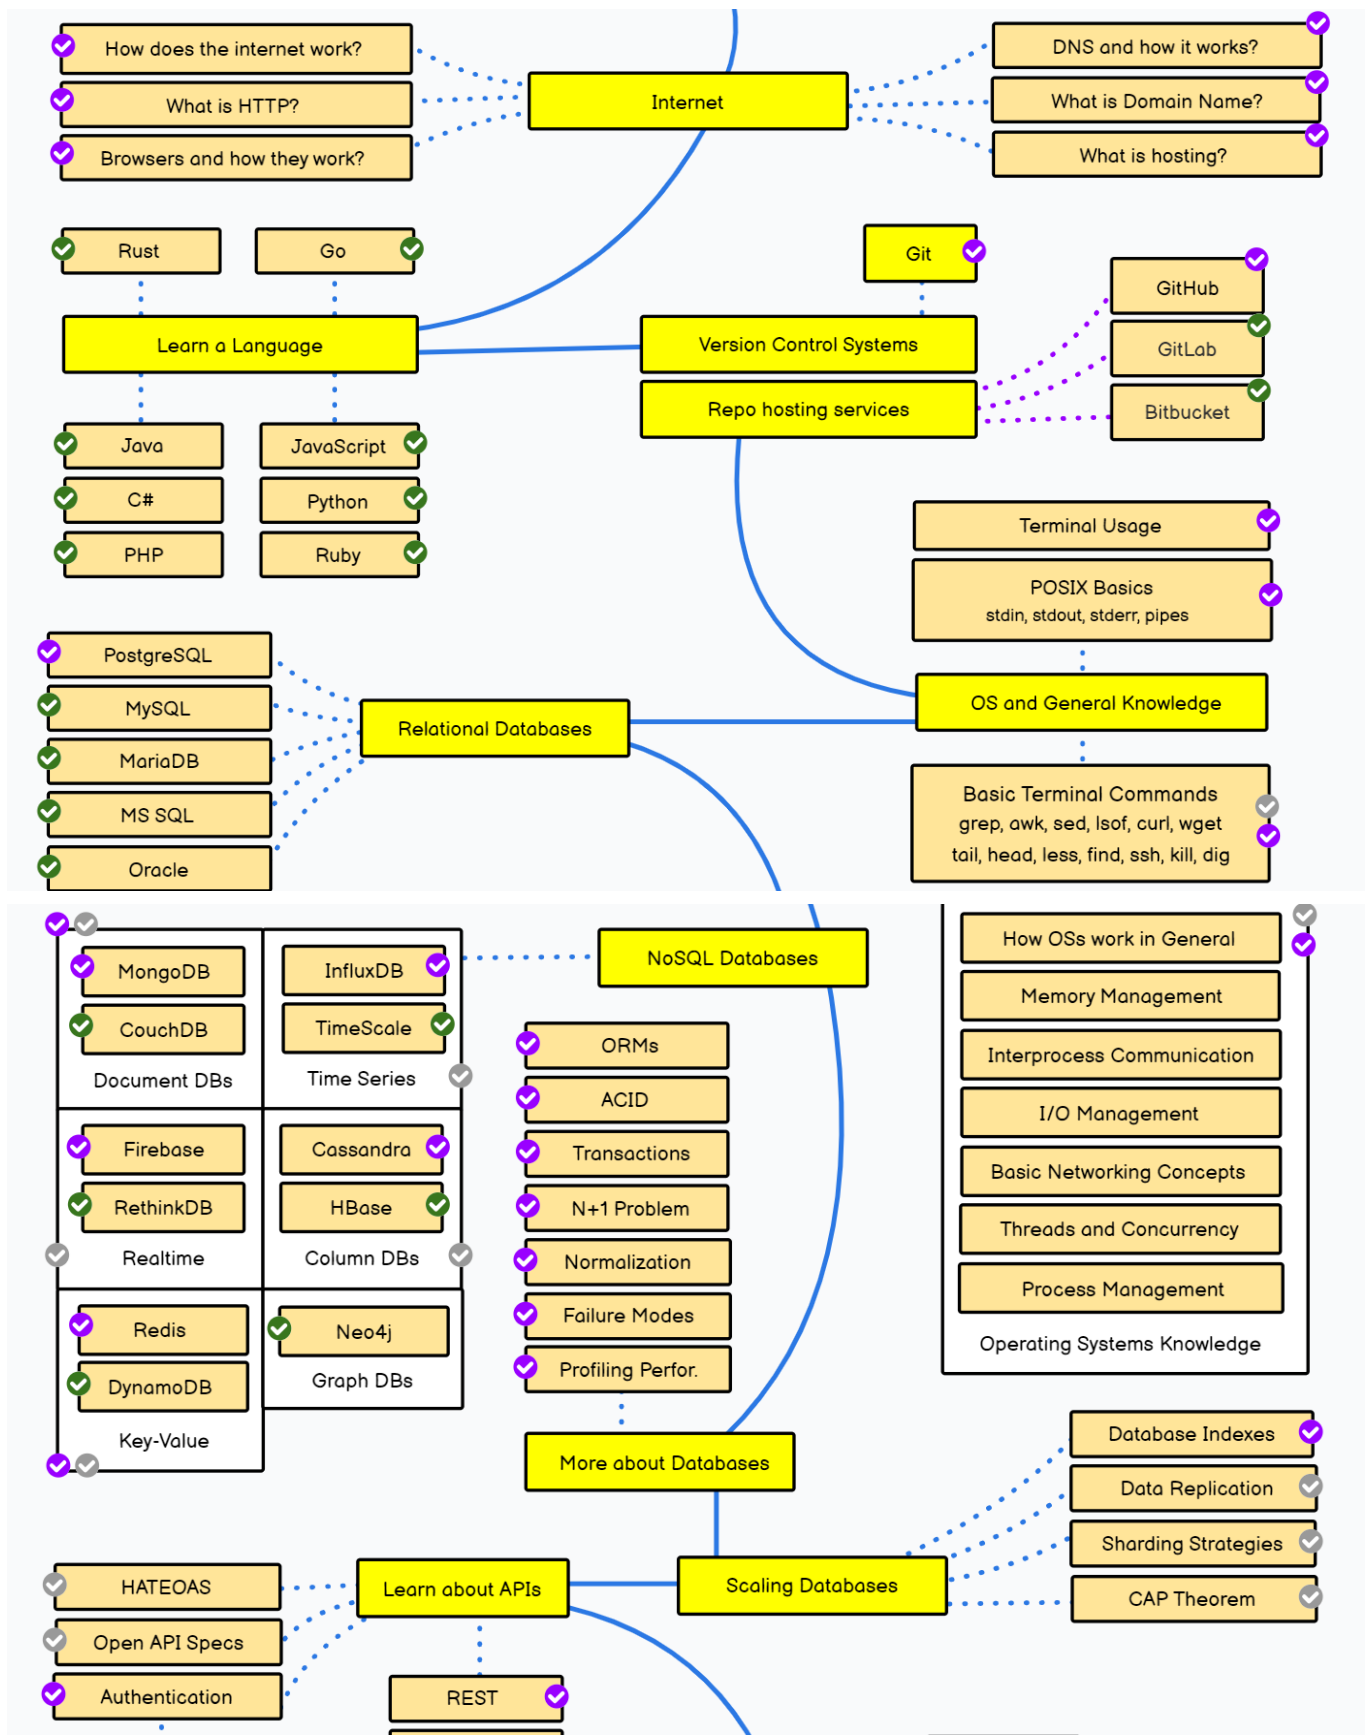 How does the internet work?
What is HTTP?
Browsers and how they work?
Internet
DNS and how it works?
What is Domain Name?
What is hosting?
Rust
Go
Learn a Language
Java
JavaScript
C#
Python
PHP
Ruby
Git
Version Control Systems
Repo hosting services
GitHub
GitLab
Bitbucket
Terminal Usage
POSIX Basics
stdin, stdout, stderr, pipes
OS and General Knowledge
Basic Terminal Commands
grep, awk, sed, lsof, curl, wget
tail, head, less, find, ssh, kill, dig
PostgreSQL
MySQL
MariaDB
MS SQL
Oracle
Relational Databases
MongoDB
CouchDB
Document DBs
InfluxDB
TimeScale
Time Series
Firebase
RethinkDB
Realtime
Cassandra
HBase
Column DBs
Redis
DynamoDB
Key-Value
Neo4j
Graph DBs
NoSQL Databases
ORMs
ACID
Transactions
N+1 Problem
Normalization
Failure Modes
Profiling Perfor.
More about Databases
How OSs work in General
Memory Management
Interprocess Communication
I/O Management
Basic Networking Concepts
Threads and Concurrency
Process Management
Operating Systems Knowledge
Database Indexes
Data Replication
Sharding Strategies
CAP Theorem
Scaling Databases
Learn about APIs
HATEOAS
Open API Specs
Authentication
REST